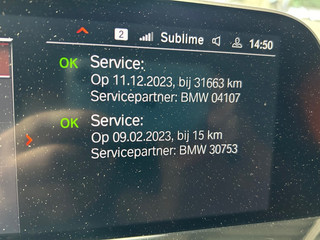 2 Sublime 14:50
OK Service:
Op 11.12.2023, bij 31663 km
Servicepartner: BMW 04107
OK Service:
Op 09.02.2023, bij 15 km
Servicepartner: BMW 30753